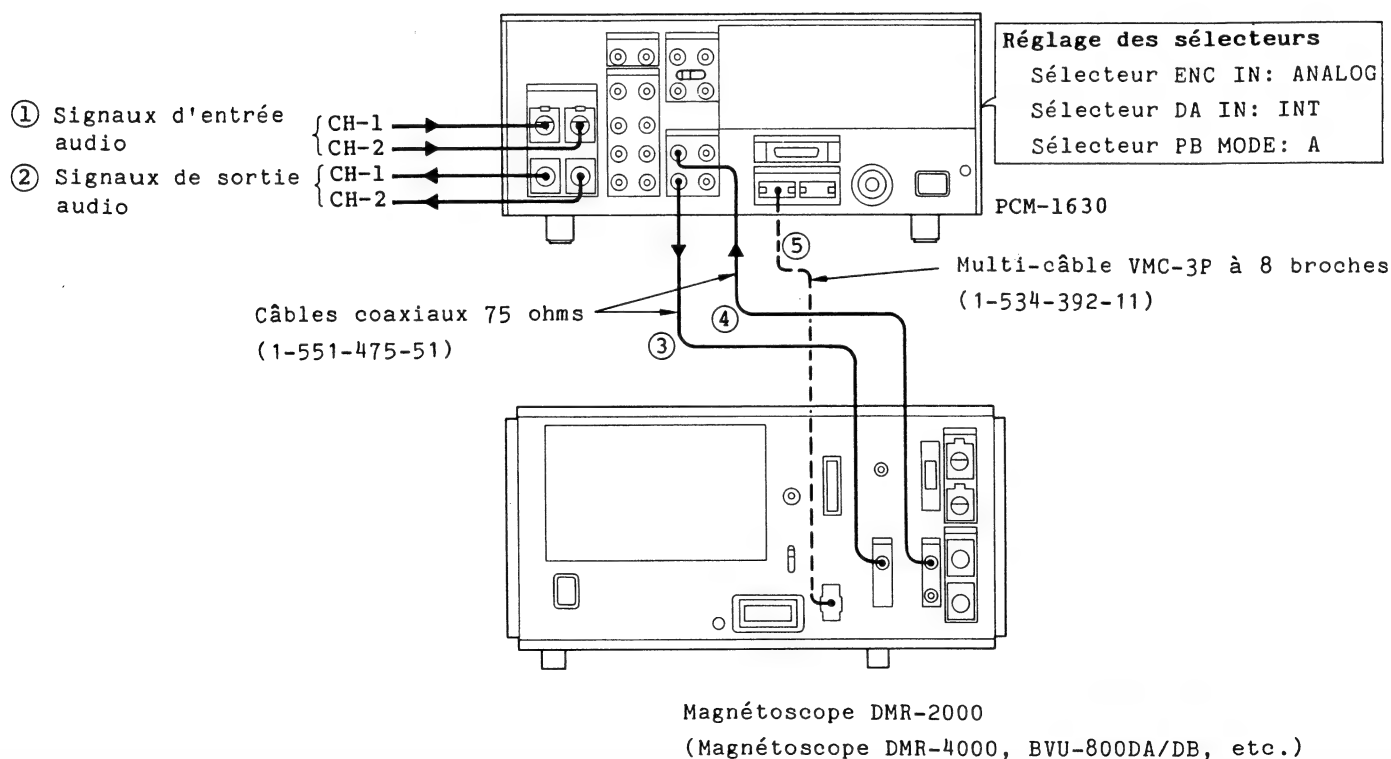 Réglage des sélecteurs
Sélecteur ENC IN: ANALOG
Sélecteur DA IN: INT
Sélecteur PB MODE: A
PCM-1630
① Signaux d'entrée
audio
CH-1
CH-2
② Signaux de sortie
audio
CH-1
CH-2
⑤
Multi-câble VMC-3P à 8 broches
(1-534-392-11)
Câbles coaxiaux 75 ohms
(1-551-475-51)
④
③
Magnétoscope DMR-2000
(Magnétoscope DMR-4000, BVU-800DA/DB, etc.)